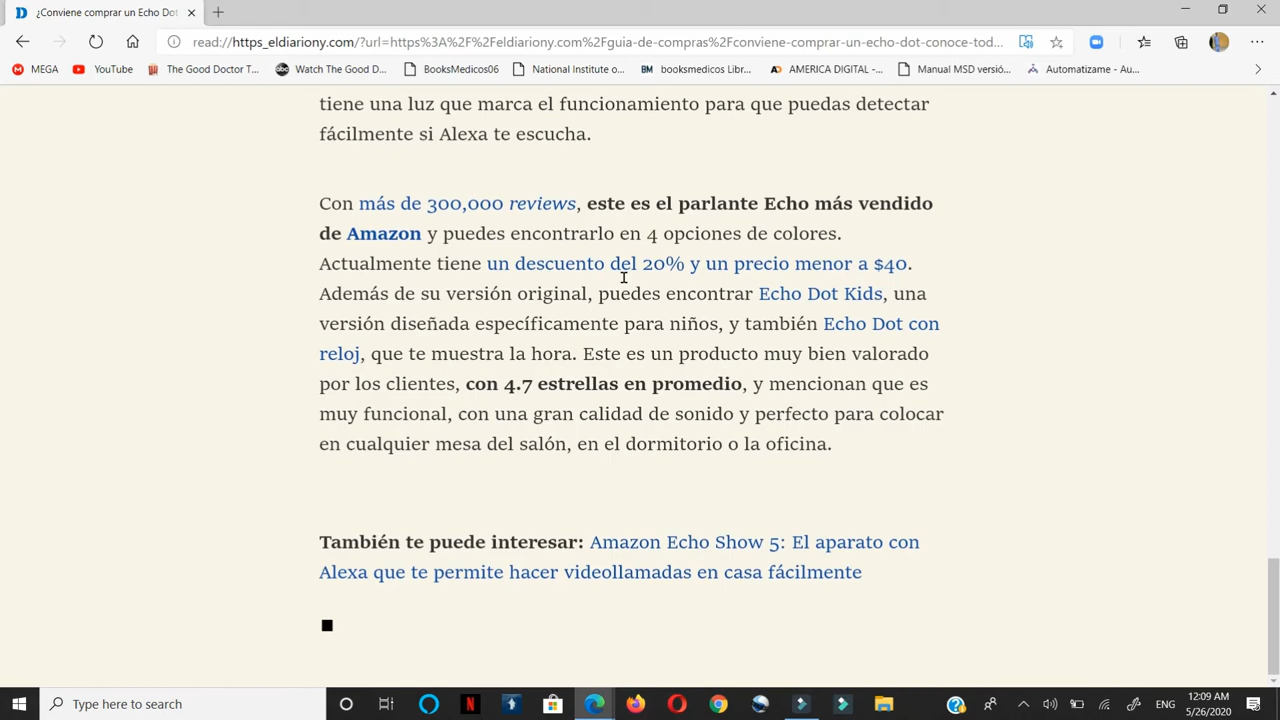 ¿Conviene comprar un Echo Dot
read://https_eldiariony.com/?url=https%3A%2F%2Feldiariony.com%2Fguia-de-compras%2Fconviene-comprar-un-echo-dot-conoce-tod...
MEGA YouTube The Good Doctor T... Watch The Good D... BooksMedicos06 National Institute o... booksmedicos Libr... AMERICA DIGITAL -... Manual MSD versió... Automatizame - Au...
tiene una luz que marca el funcionamiento para que puedas detectar
fácilmente si Alexa te escucha.
Con más de 300,000 reviews, este es el parlante Echo más vendido
de Amazon y puedes encontrarlo en 4 opciones de colores.
Actualmente tiene un descuento del 20% y un precio menor a $40.
Además de su versión original, puedes encontrar Echo Dot Kids, una
versión diseñada específicamente para niños, y también Echo Dot con
reloj, que te muestra la hora. Este es un producto muy bien valorado
por los clientes, con 4.7 estrellas en promedio, y mencionan que es
muy funcional, con una gran calidad de sonido y perfecto para colocar
en cualquier mesa del salón, en el dormitorio o la oficina.
También te puede interesar: Amazon Echo Show 5: El aparato con
Alexa que te permite hacer videollamadas en casa fácilmente
Type here to search
ENG
12:09 AM
5/26/2020